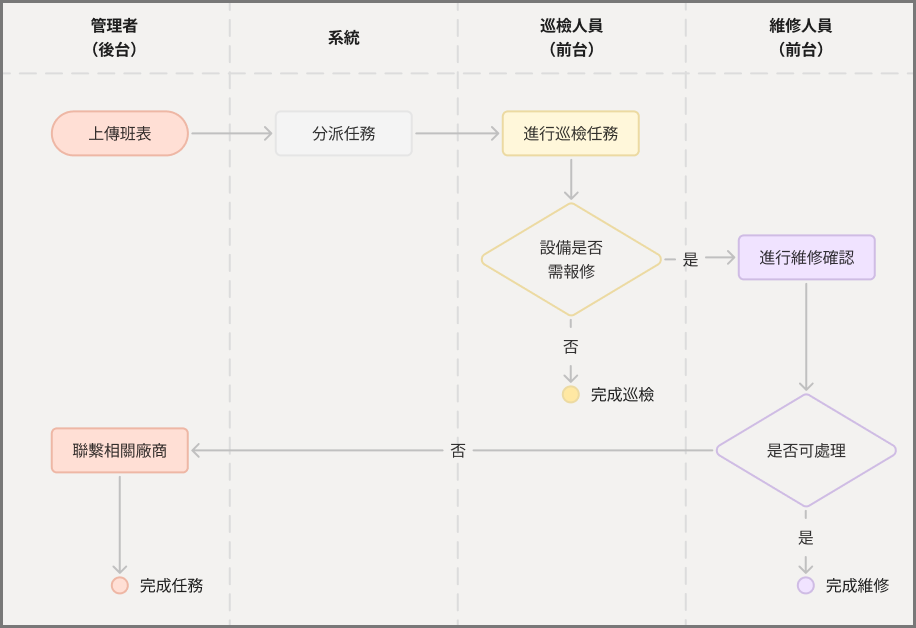 管理者
（後台）
系統
巡檢人員
（前台）
維修人員
（前台）
上傳班表
分派任務
進行巡檢任務
設備是否
需報修
是
進行維修確認
否
完成巡檢
聯繫相關廠商
否
是否可處理
是
完成任務
完成維修